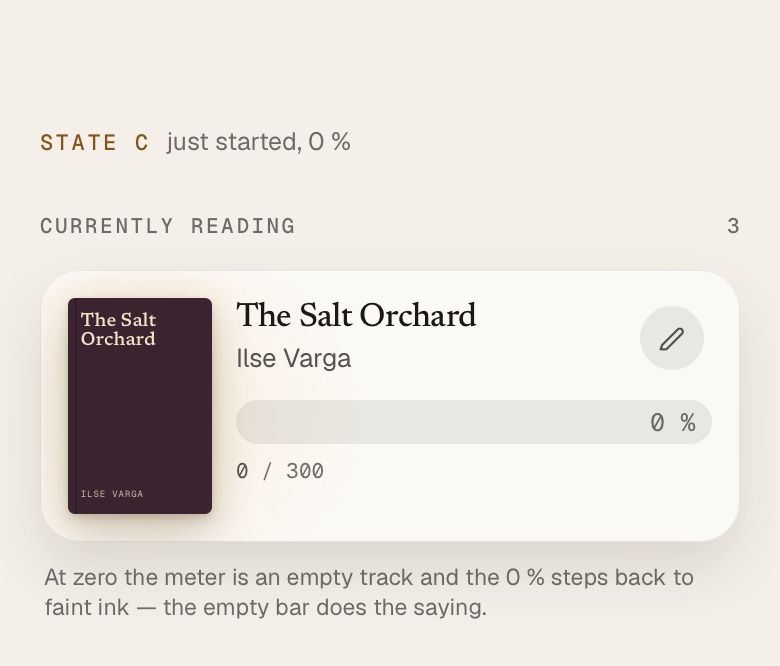 STATE C just started, 0 %
CURRENTLY READING 3
The Salt
Orchard
ILSE VARGA
The Salt Orchard
Ilse Varga
0 %
0 / 300
At zero the meter is an empty track and the 0 % steps back to
faint ink — the empty bar does the saying.